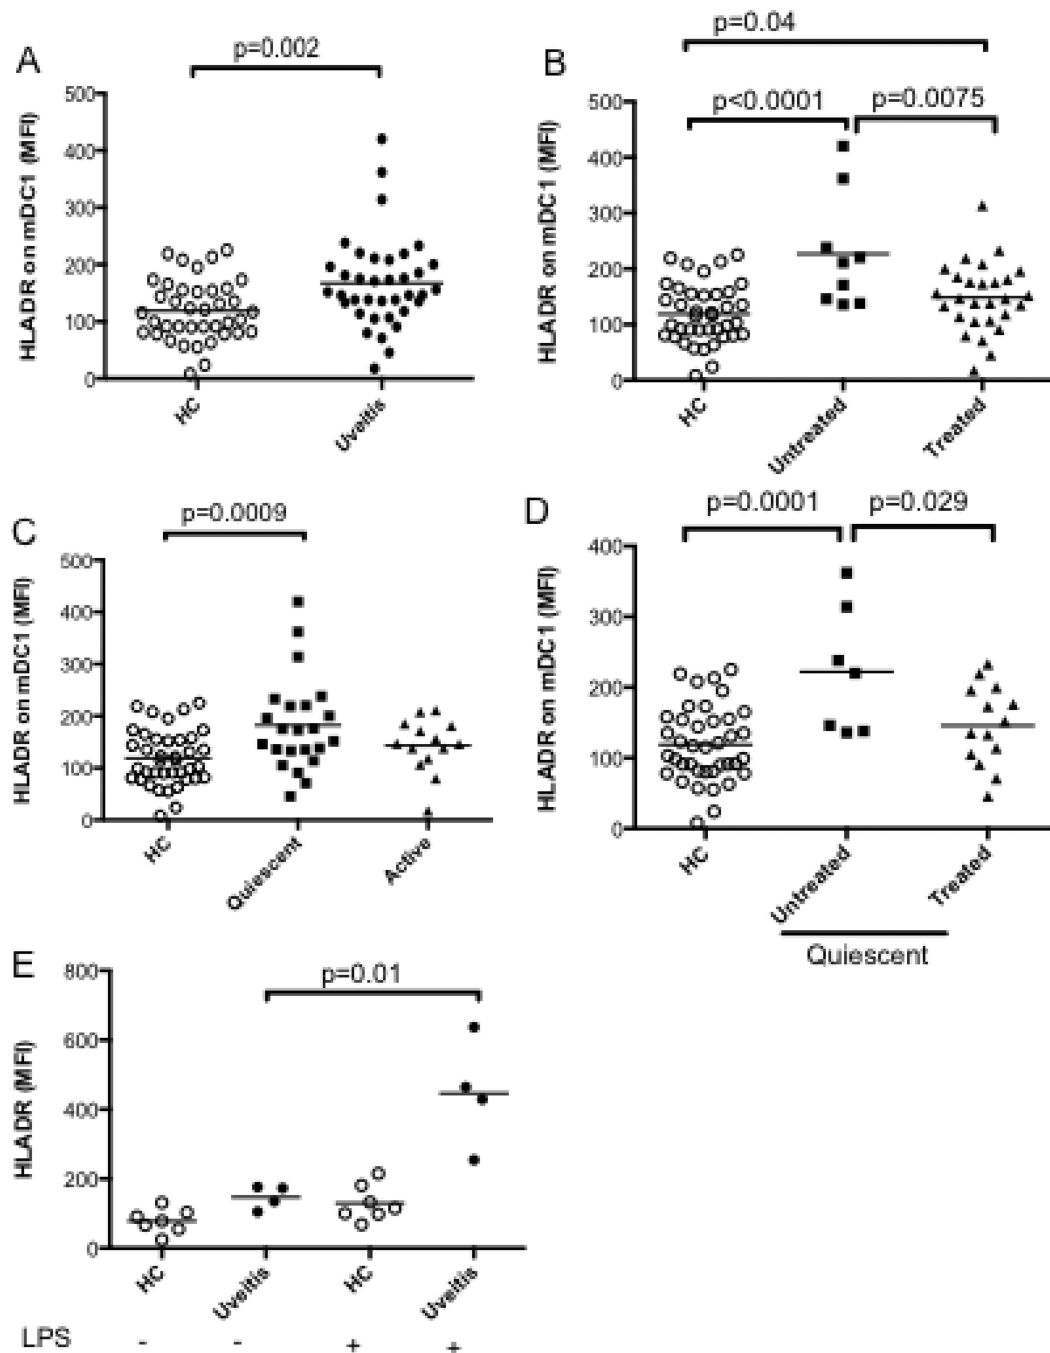 A
p=0.002
HLADR on mDC1 (MFI)
500
400
300
200
100
0
HC
Uveitis
B
p=0.04
p<0.0001
p=0.0075
HLADR on mDC1 (MFI)
500
400
300
200
100
0
HC
Untreated
Treated
C
p=0.0009
HLADR on mDC1 (MFI)
500
400
300
200
100
0
HC
Quiescent
Active
D
p=0.0001
p=0.029
HLADR on mDC1 (MFI)
400
300
200
100
0
HC
Untreated
Treated
Quiescent
E
p=0.01
HLADR (MFI)
800
600
400
200
0
HC
Uveitis
HC
Uveitis
LPS - - + +